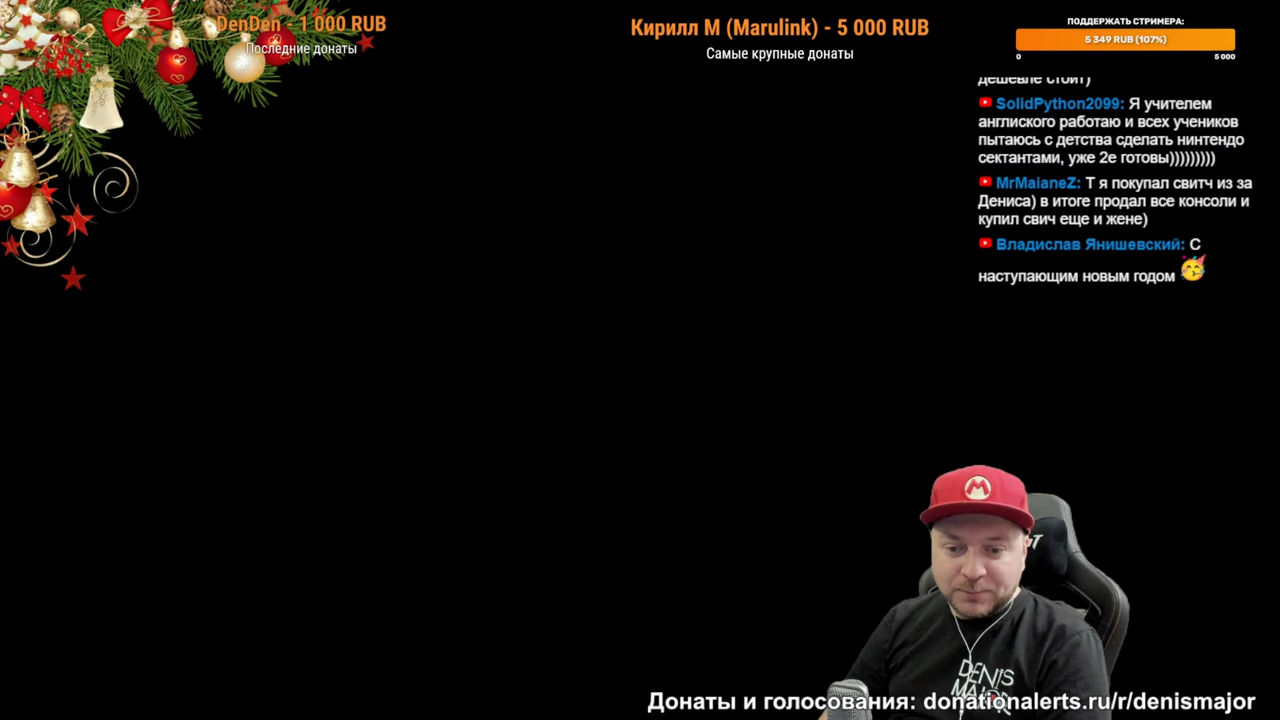 DenDen - 1 000 RUB
Последние донаты
Кирилл М (Marulink) - 5 000 RUB
Самые крупные донаты
ПОДДЕРЖАТЬ СТРИМЕРА:
5 349 RUB (107%)
0
5 000
дешевле стоит)
SolidPython2099: Я учителем
англиского работаю и всех учеников
пытаюсь с детства сделать нинтендо
сектантами, уже 2е готовы)))))))))
MrMaianeZ: Т я покупал свитч из за
Дениса) в итоге продал все консоли и
купил свич еще и жене)
Владислав Янишевский: С
наступающим новым годом
M
DENIS
MAJOR
Донаты и голосования: donationalerts.ru/r/denismajor